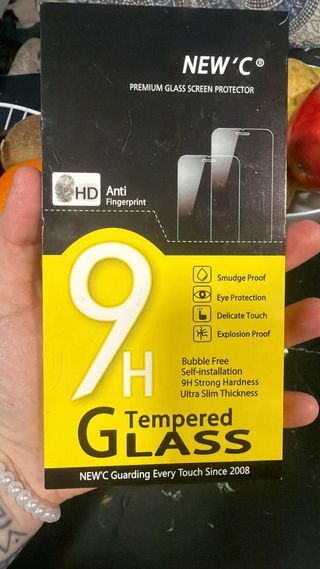 NEW'C®
PREMIUM GLASS SCREEN PROTECTOR
HD Anti
Fingerprint
Smudge Proof
Eye Protection
Delicate Touch
Explosion Proof
9H
Bubble Free
Self-installation
9H Strong Hardness
Ultra Slim Thickness
Tempered
GLASS
NEW'C Guarding Every Touch Since 2008